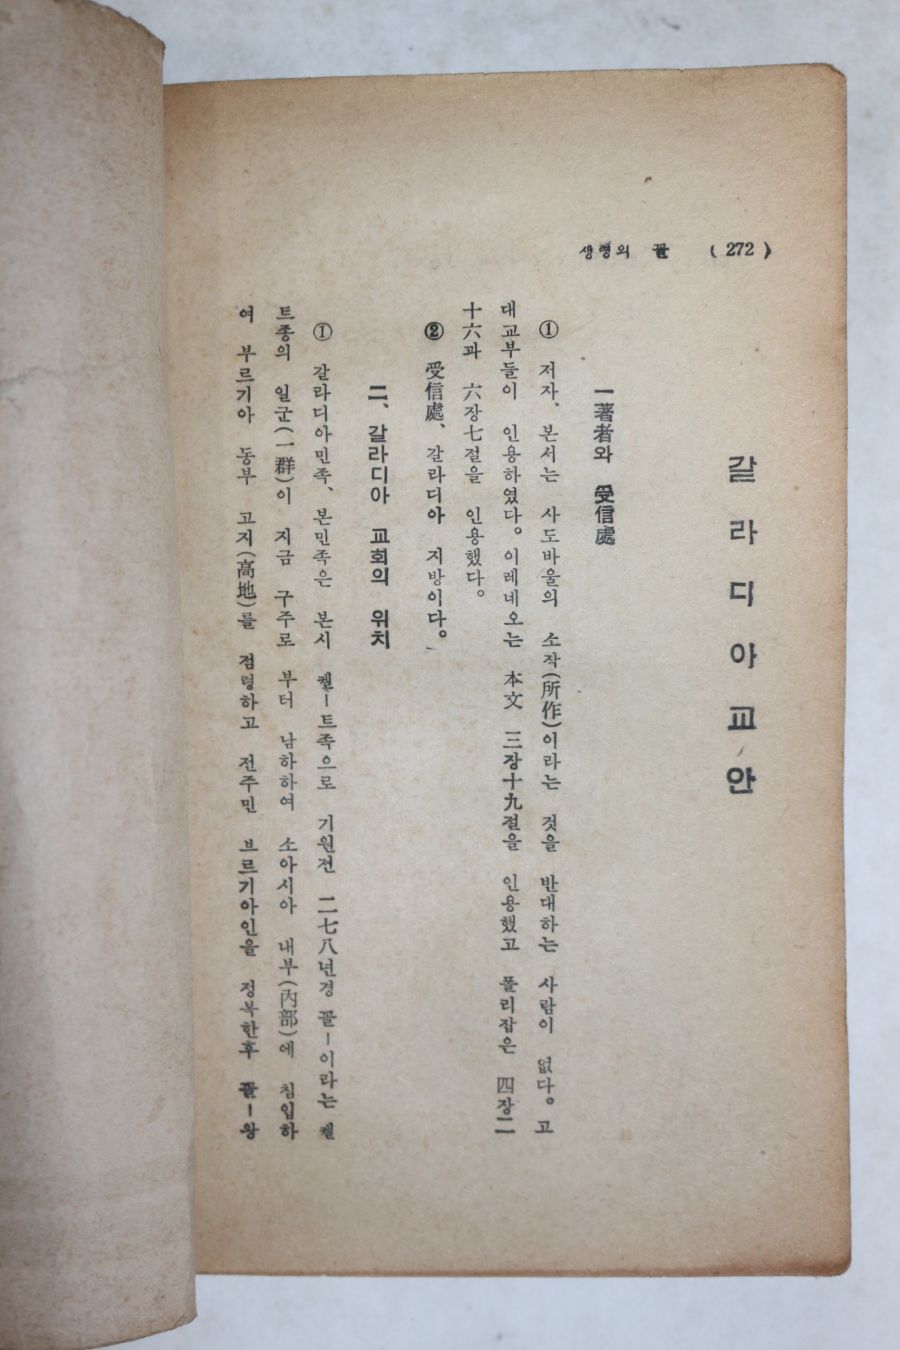 생명의 꼴 ( 272 )
갈라디아교안
一著者와 受信處
① 저자、본서는 사도바울의 소작(所作)이라는 것을 반대하는 사람이 없다。고
대교부들이 인용하였다。이레네오는 本文 三장十九절을 인용했고 폴리잡은 四장二
十六과 六장七절을 인용했다。
② 受信處、갈라디아 지방이다。
二、갈라디아 교회의 위치
① 갈라디아민족、본민족은 본시 켈ー트족으로 기원전 二七八년경 꼴ー이라는 켈
트종의 일군(一群)이 지금 구주로 부터 남하하여 소아시아 내부(內部)에 침입하
여 부르기아 동부 고지(高地)를 점령하고 전주민 브르기아인을 정복한후 꼴ー왕